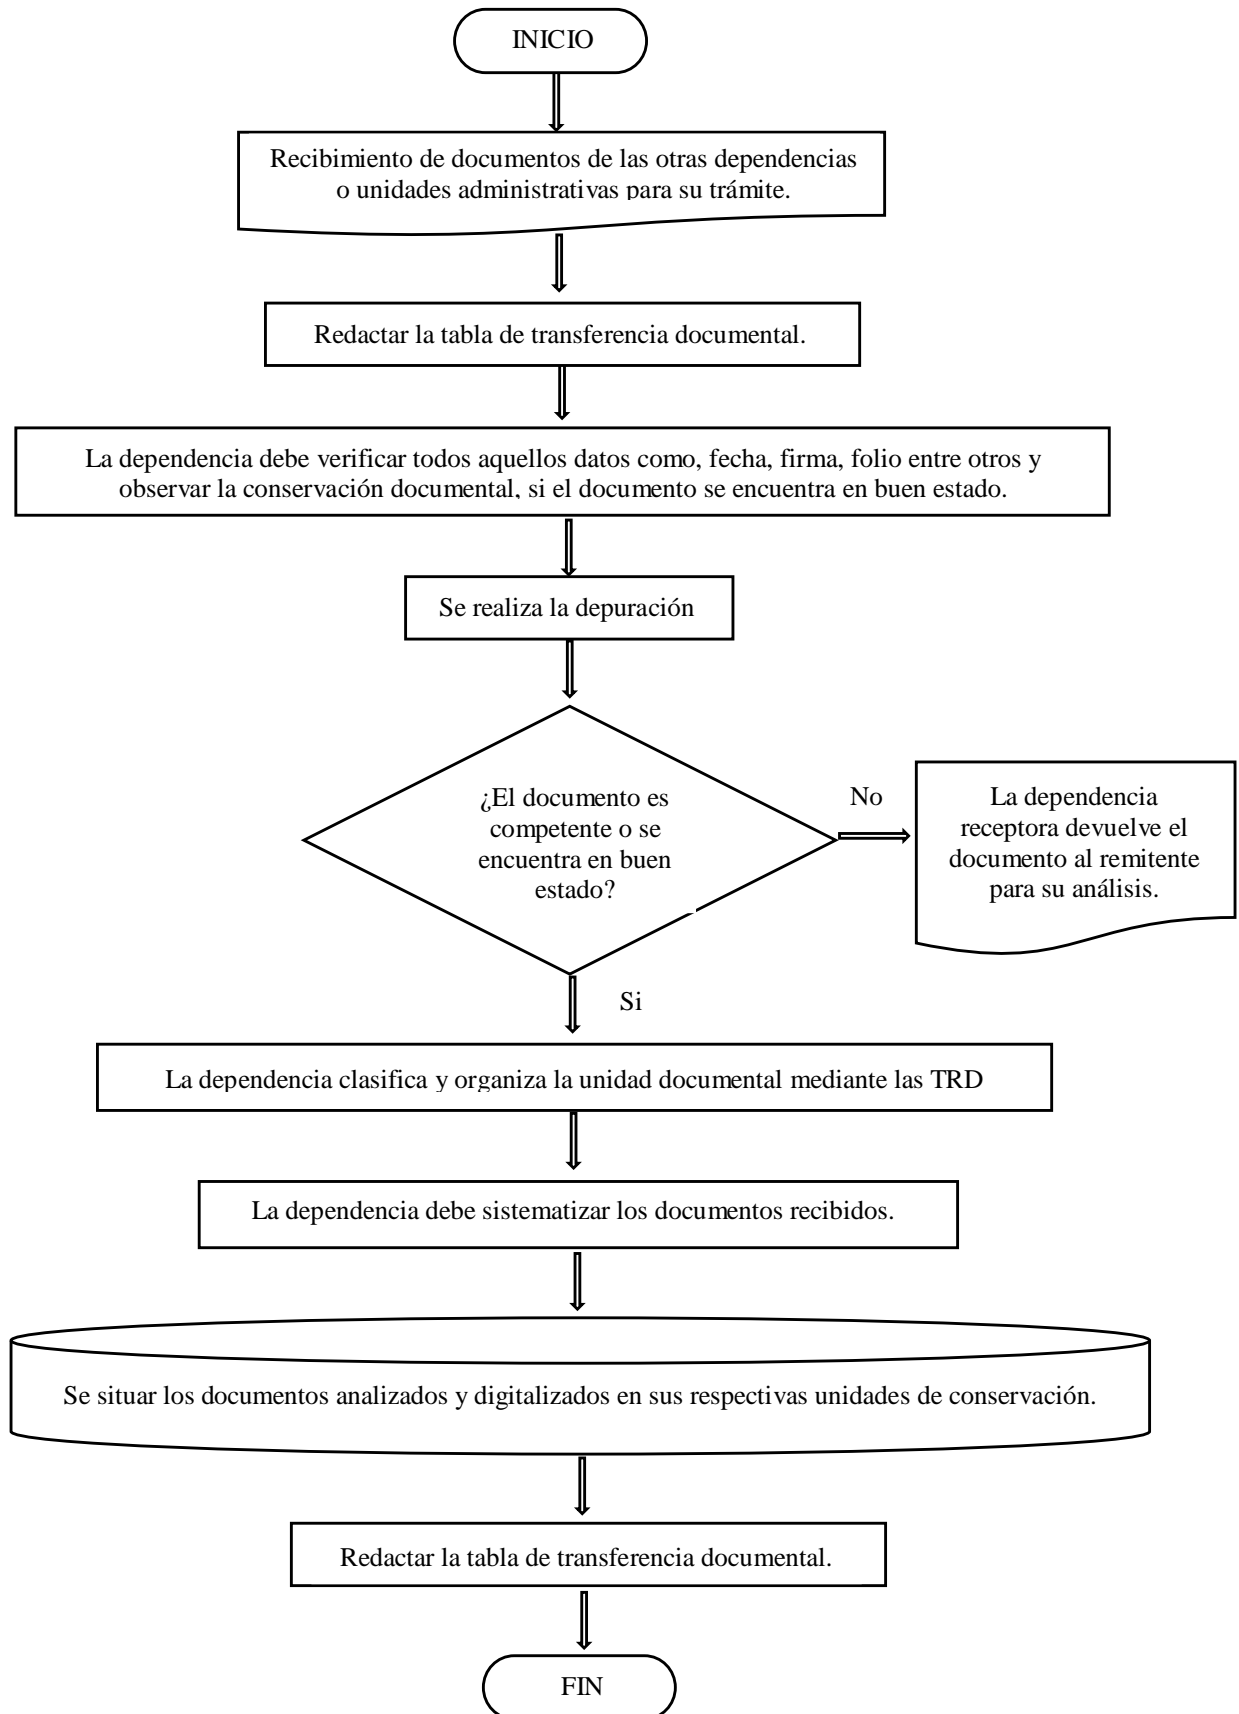 INICIO
Recibimiento de documentos de las otras dependencias
o unidades administrativas para su trámite.
Redactar la tabla de transferencia documental.
La dependencia debe verificar todos aquellos datos como, fecha, firma, folio entre otros y
observar la conservación documental, si el documento se encuentra en buen estado.
Se realiza la depuración
¿El documento es
competente o se
encuentra en buen
estado?
No
La dependencia
receptora devuelve el
documento al remitente
para su análisis.
Si
La dependencia clasifica y organiza la unidad documental mediante las TRD
La dependencia debe sistematizar los documentos recibidos.
Se situar los documentos analizados y digitalizados en sus respectivas unidades de conservación.
Redactar la tabla de transferencia documental.
FIN